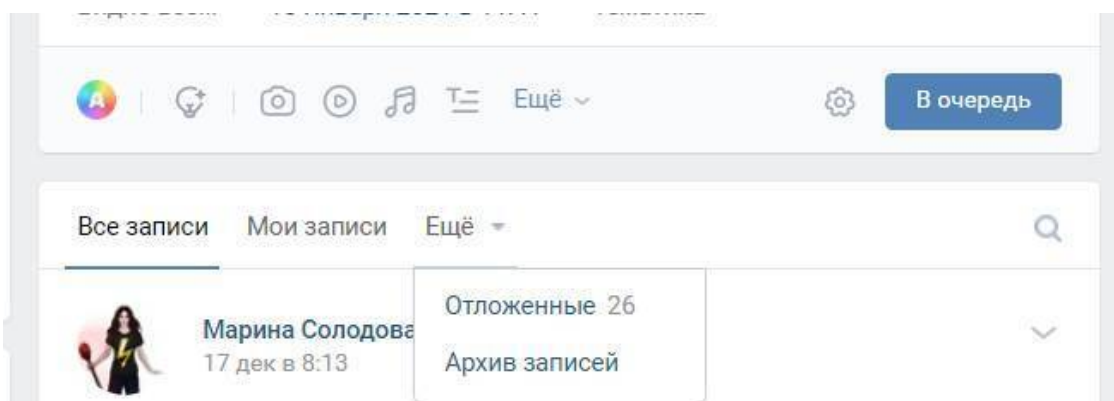 Ещё
В очередь
Все записи Мои записи Ещё
Отложенные 26
Марина Солодова
17 дек в 8:13
Архив записей